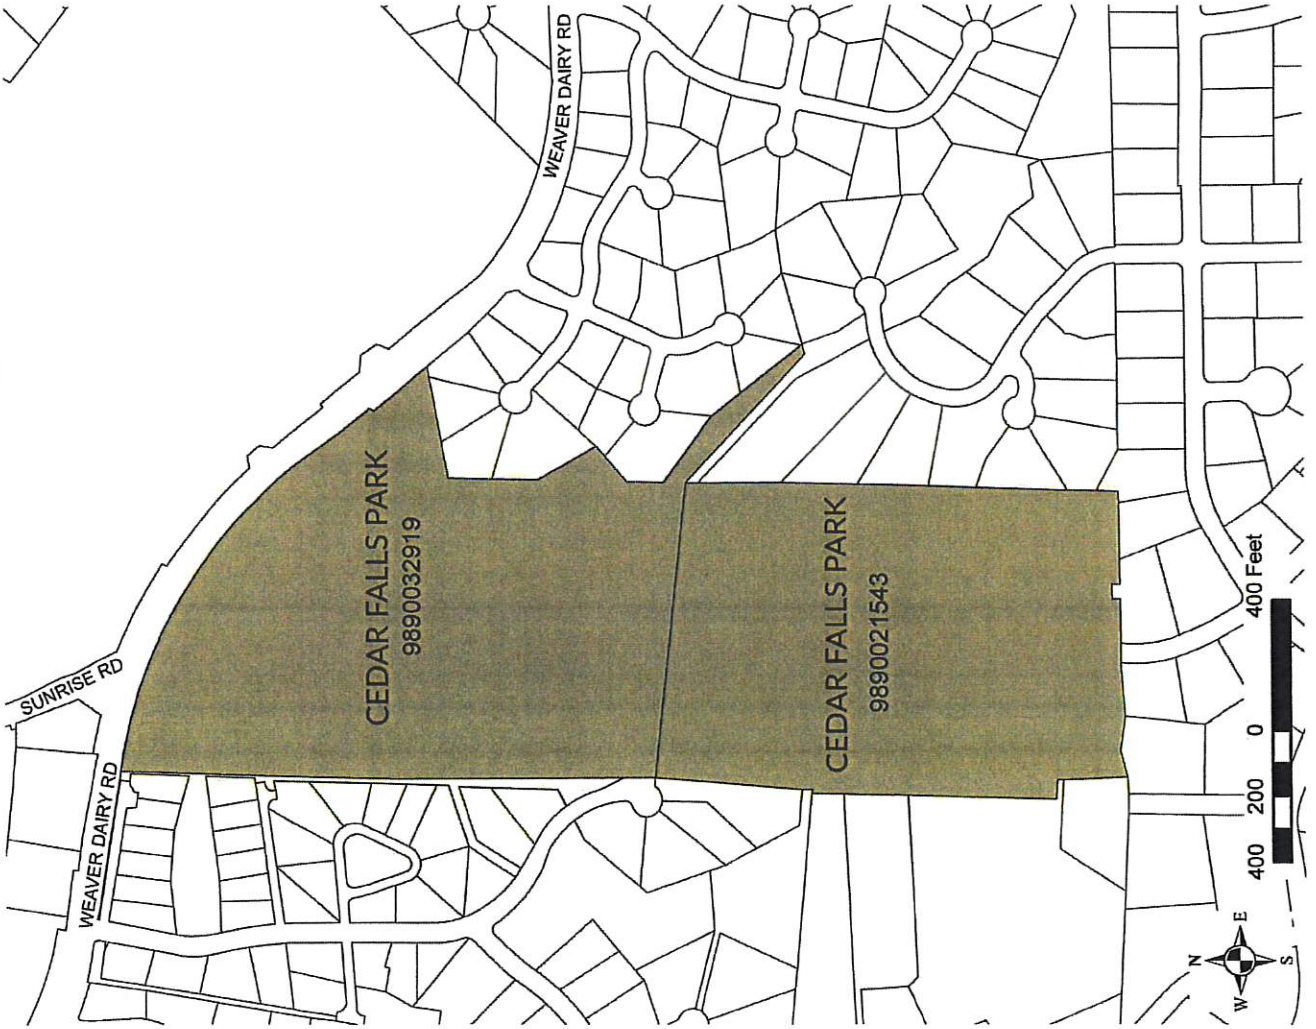 WEAVER DAIRY RD
SUNRISE RD
WEAVER DAIRY RD
CEDAR FALLS PARK
9890032919
CEDAR FALLS PARK
9890021543
400 200 0 400 Feet
N
W E
S